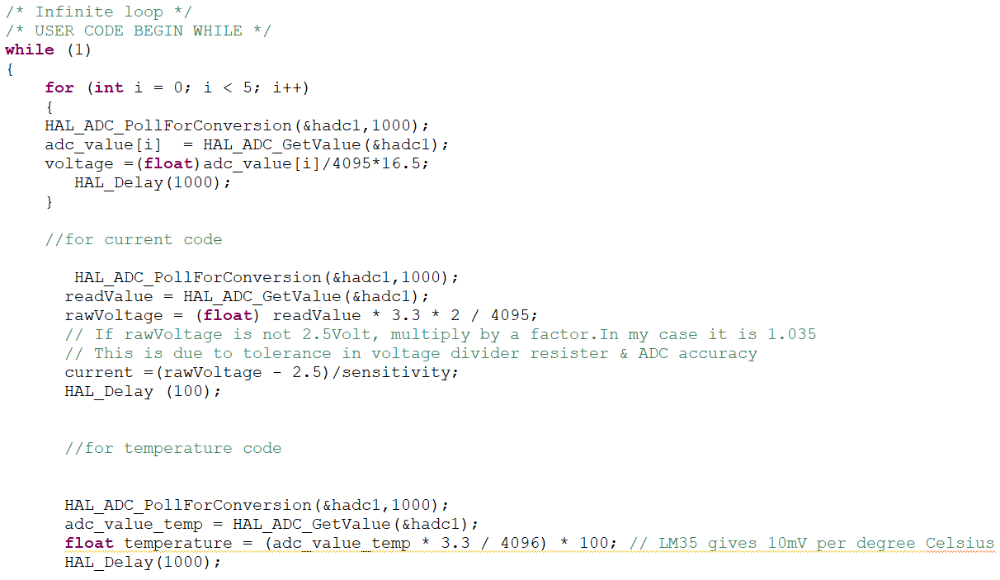 /* Infinite loop */
/* USER CODE BEGIN WHILE */
while (1)
{
for (int i = 0; i < 5; i++)
{
HAL_ADC_PollForConversion(&hadc1,1000);
adc_value[i]  = HAL_ADC_GetValue(&hadc1);
voltage =(float)adc_value[i]/4095*16.5;
HAL_Delay(1000);
}
//for current code
HAL_ADC_PollForConversion(&hadc1,1000);
readValue = HAL_ADC_GetValue(&hadc1);
rawVoltage = (float) readValue * 3.3 * 2 / 4095;
// If rawVoltage is not 2.5Volt, multiply by a factor.In my case it is 1.035
// This is due to tolerance in voltage divider resister & ADC accuracy
current =(rawVoltage - 2.5)/sensitivity;
HAL_Delay (100);
//for temperature code
HAL_ADC_PollForConversion(&hadc1,1000);
adc_value_temp = HAL_ADC_GetValue(&hadc1);
float temperature = (adc_value_temp * 3.3 / 4096) * 100; // LM35 gives 10mV per degree Celsius
HAL_Delay(1000);